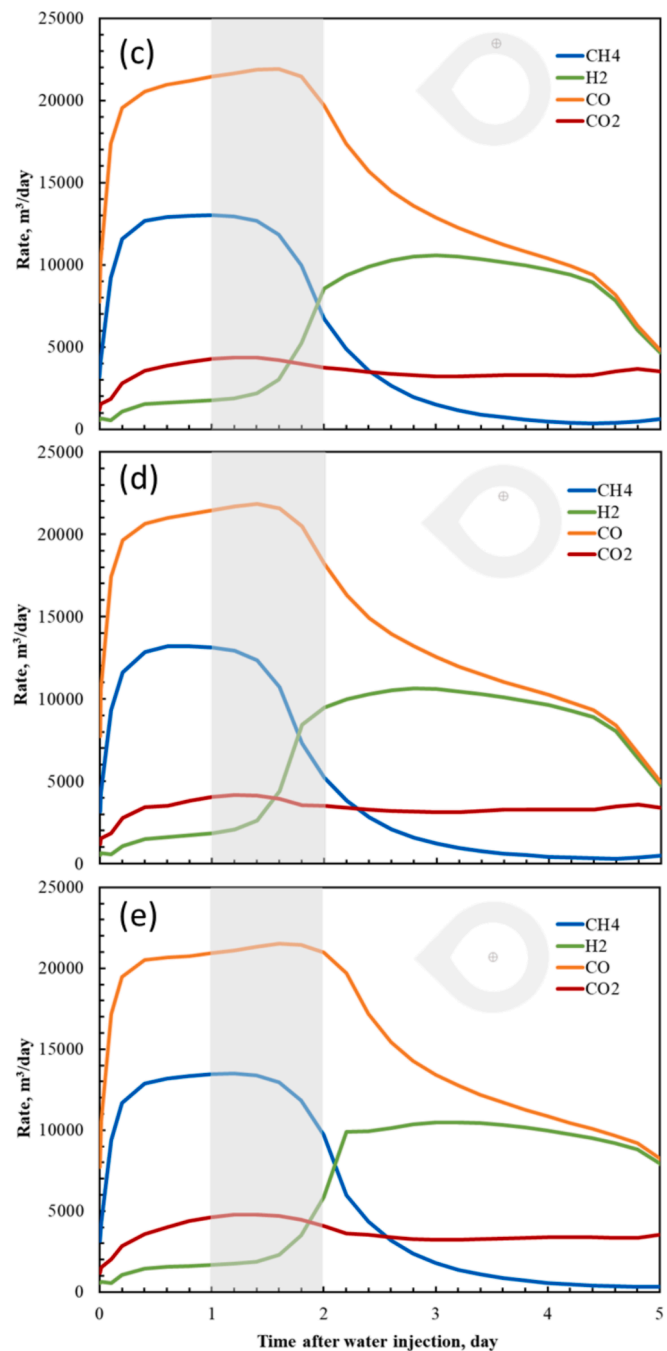 (c)
CH4
H2
CO
CO2
25000
20000
15000
10000
5000
0
Rate, m³/day
(d)
CH4
H2
CO
CO2
25000
20000
15000
10000
5000
0
Rate, m³/day
(e)
CH4
H2
CO
CO2
25000
20000
15000
10000
5000
0
Rate, m³/day
0 1 2 3 4 5
Time after water injection, day